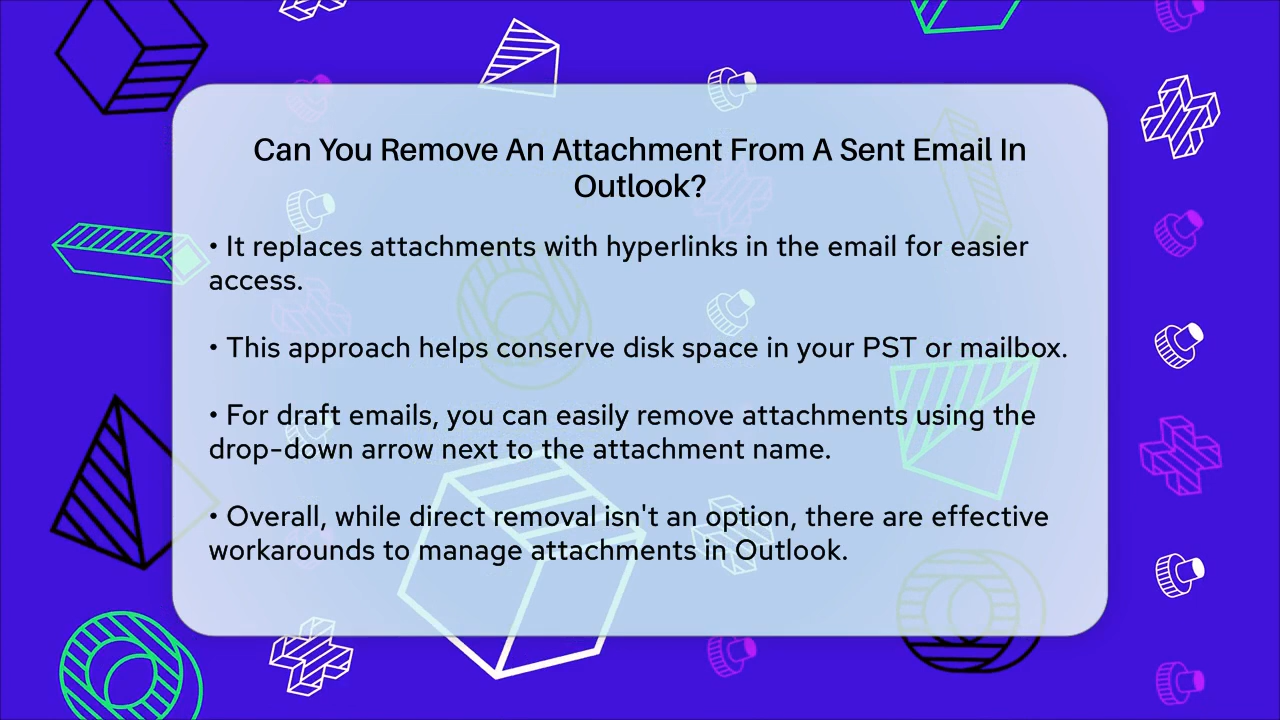 Can You Remove An Attachment From A Sent Email In
Outlook?
• It replaces attachments with hyperlinks in the email for easier
access.
• This approach helps conserve disk space in your PST or mailbox.
• For draft emails, you can easily remove attachments using the
drop-down arrow next to the attachment name.
• Overall, while direct removal isn't an option, there are effective
workarounds to manage attachments in Outlook.